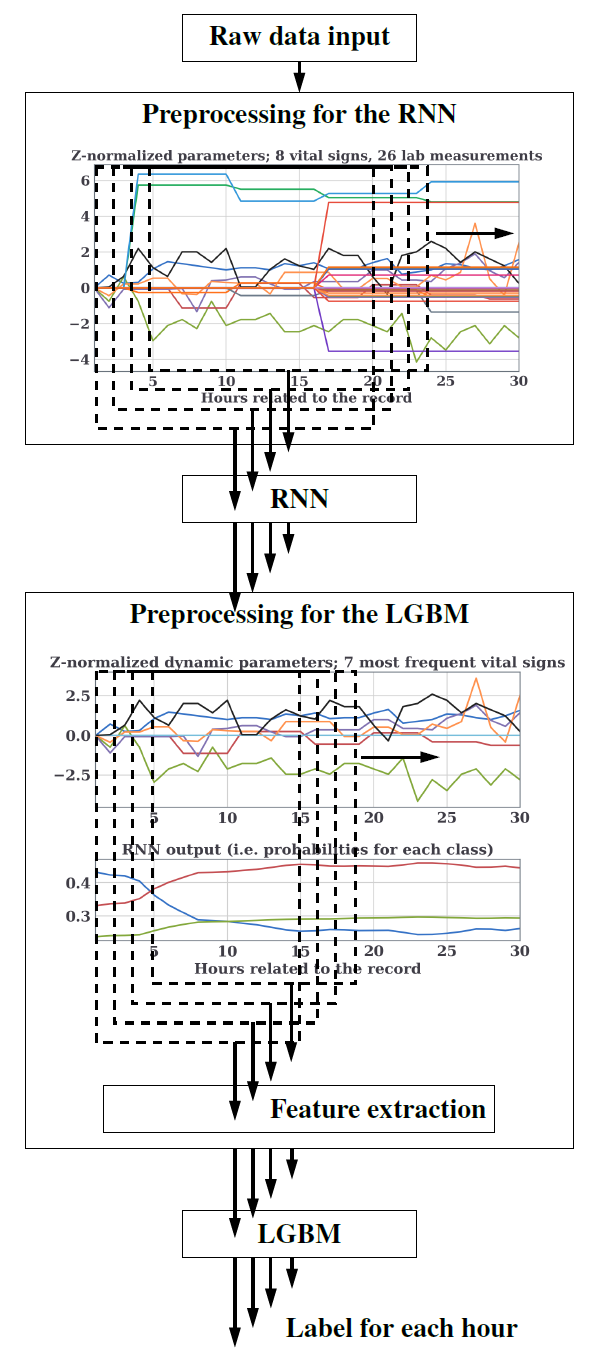 Raw data input
Preprocessing for the RNN
Z-normalized parameters; 8 vital signs, 26 lab measurements
6
4
2
0
−2
−4
5 10 15 20 25 30
Hours related to the record
RNN
Preprocessing for the LGBM
Z-normalized dynamic parameters; 7 most frequent vital signs
2.5
0.0
−2.5
5 10 15 20 25 30
RNN output (i.e. probabilities for each class)
0.4
0.3
5 10 15 20 25 30
Hours related to the record
Feature extraction
LGBM
Label for each hour